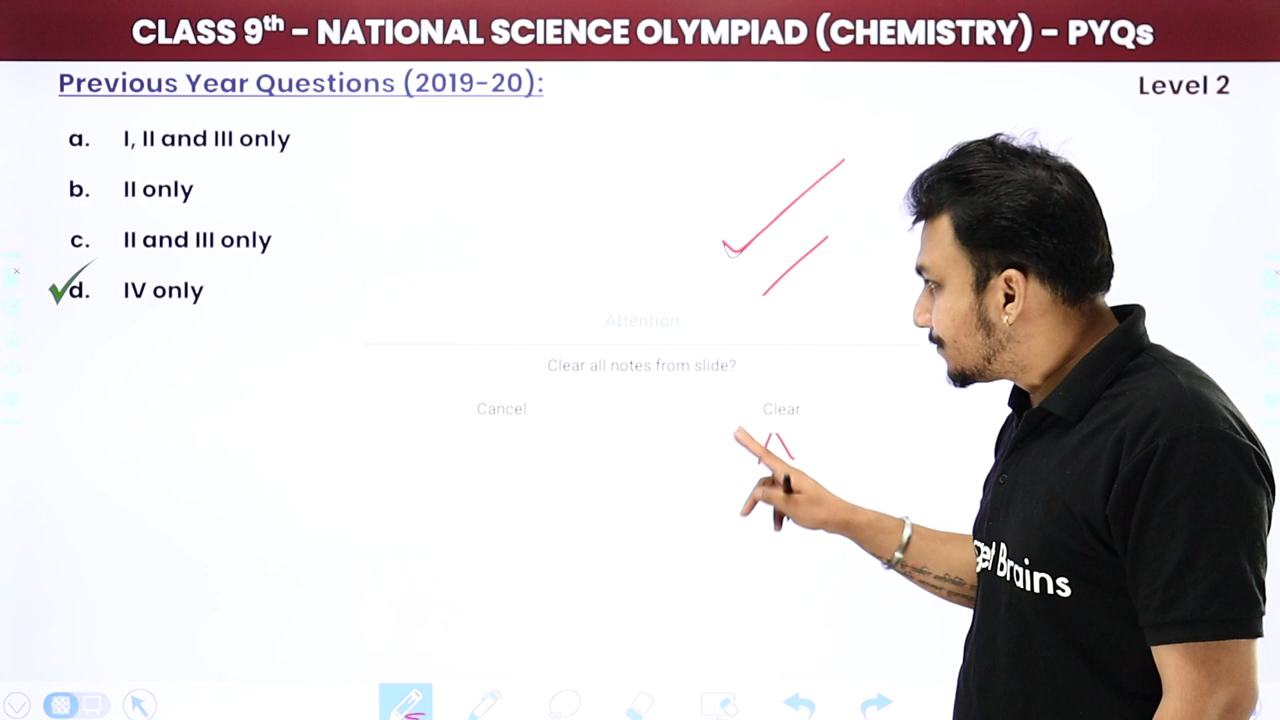 CLASS 9th – NATIONAL SCIENCE OLYMPIAD (CHEMISTRY) – PYQs
Previous Year Questions (2019-20):
Level 2
a. I, II and III only
b. II only
c. II and III only
d. IV only
Attention
Clear all notes from slide?
Cancel Clear
Brains